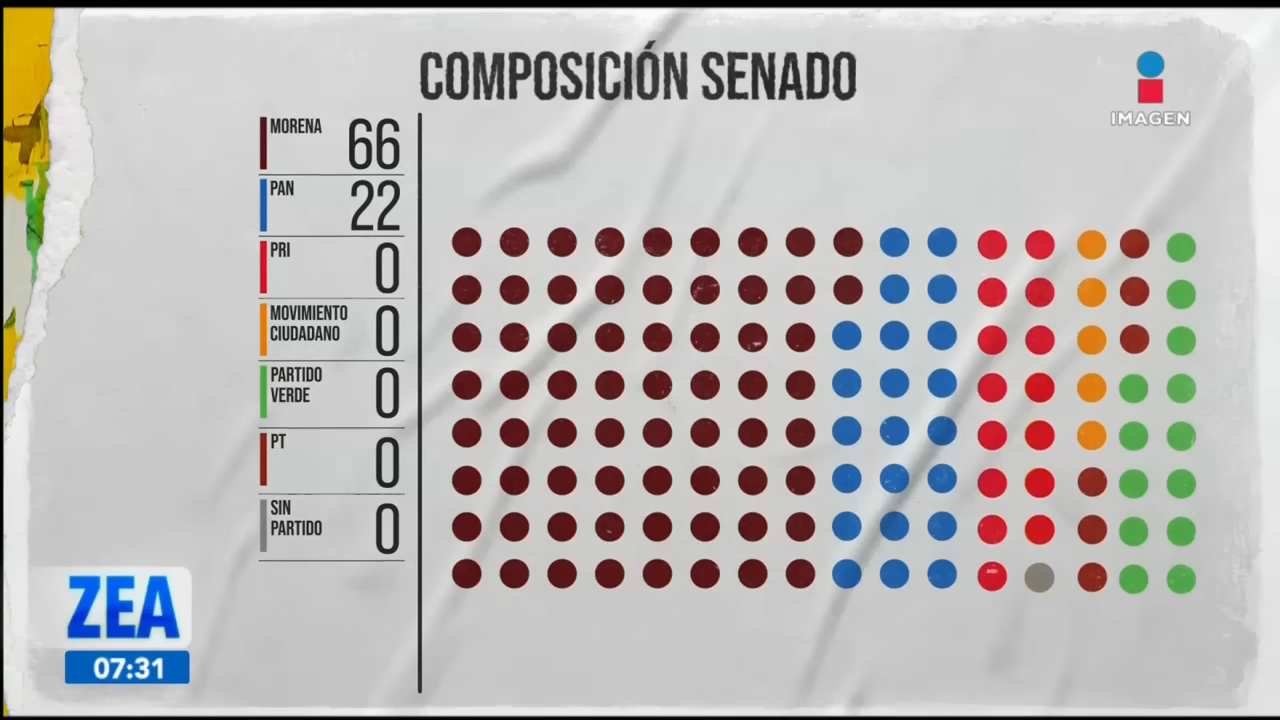 COMPOSICIÓN SENADO
IMAGEN
MORENA 66
PAN 22
PRI 0
MOVIMIENTO
CIUDADANO 0
PARTIDO
VERDE 0
PT 0
SIN
PARTIDO 0
ZEA
07:31